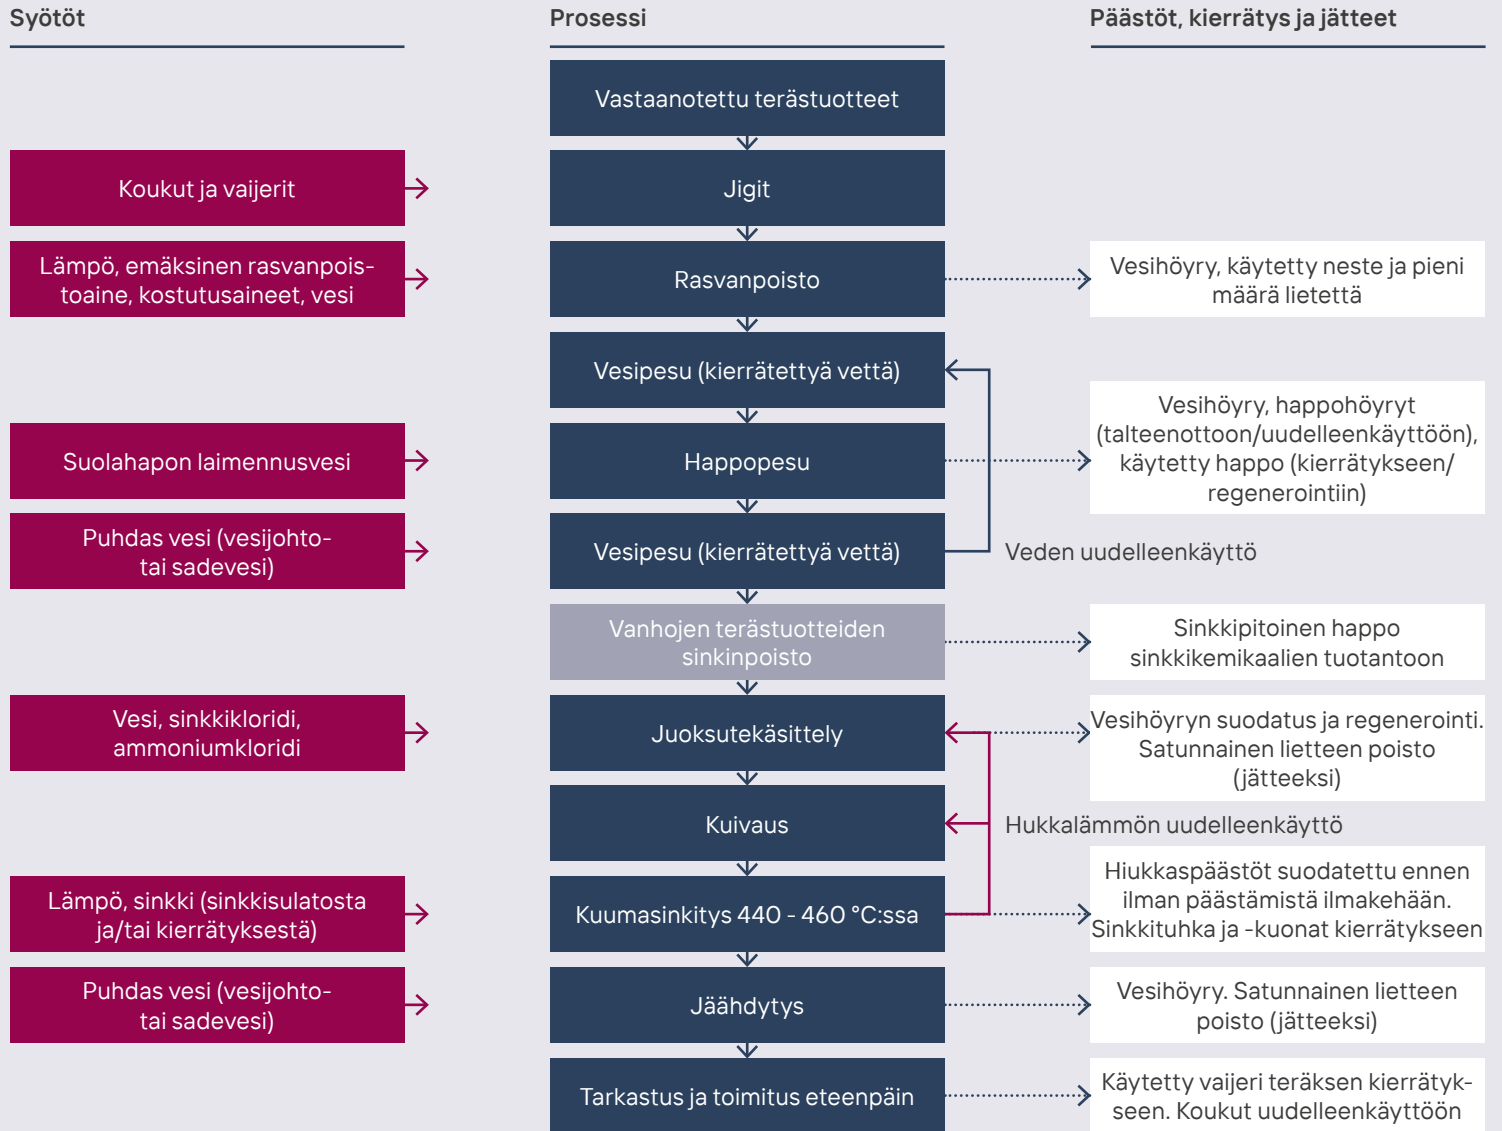 Syötöt
Prosessi
Päästöt, kierrätys ja jätteet
Vastaanotettu terästuotteet
Koukut ja vaijerit
Jigit
Lämpö, emäksinen rasvanpois-
toaine, kostutusaineet, vesi
Rasvanpoisto
Vesihöyry, käytetty neste ja pieni
määrä lietettä
Vesipesu (kierrätettyä vettä)
Suolahapon laimennusvesi
Happopesu
Vesihöyry, happohöyryt
(talteenottoon/uudelleenkäyttöön),
käytetty happo (kierrätykseen/
regenerointiin)
Puhdas vesi (vesijohto-
tai sadevesi)
Vesipesu (kierrätettyä vettä)
Veden uudelleenkäyttö
Vanhojen terästuotteiden
sinkinpoisto
Sinkkipitoinen happo
sinkkikemikaalien tuotantoon
Vesi, sinkkikloridi,
ammoniumkloridi
Juoksutekäsittely
Vesihöyryn suodatus ja regenerointi.
Satunnainen lietteen poisto
(jätteeksi)
Kuivaus
Hukkalämmön uudelleenkäyttö
Lämpö, sinkki (sinkkisulatosta
ja/tai kierrätyksestä)
Kuumasinkitys 440 - 460 °C:ssa
Hiukkaspäästöt suodatettu ennen
ilman päästämistä ilmakehään.
Sinkkituhka ja -kuonat kierrätykseen
Puhdas vesi (vesijohto-
tai sadevesi)
Jäähdytys
Vesihöyry. Satunnainen lietteen
poisto (jätteeksi)
Tarkastus ja toimitus eteenpäin
Käytetty vaijeri teräksen kierrätyk-
seen. Koukut uudelleenkäyttöön